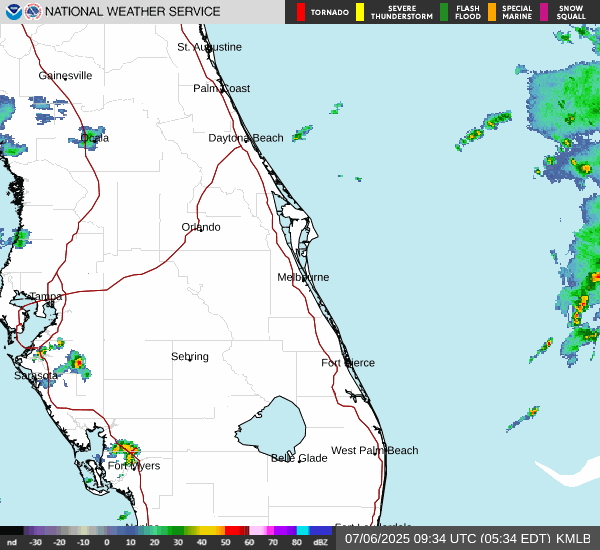 NATIONAL WEATHER SERVICE
TORNADO
SEVERE THUNDERSTORM
FLASH FLOOD
SPECIAL MARINE
SNOW SQUALL
St. Augustine
Gainesville
Palm Coast
Ocala
Daytona Beach
Orlando
Melbourne
Tampa
Sebring
Fort Pierce
Sarasota
West Palm Beach
Belle Glade
Fort Myers
nd -30 -20 -10 0 10 20 30 40 50 60 70 80 dBZ
07/06/2025 09:34 UTC (05:34 EDT) KMLB